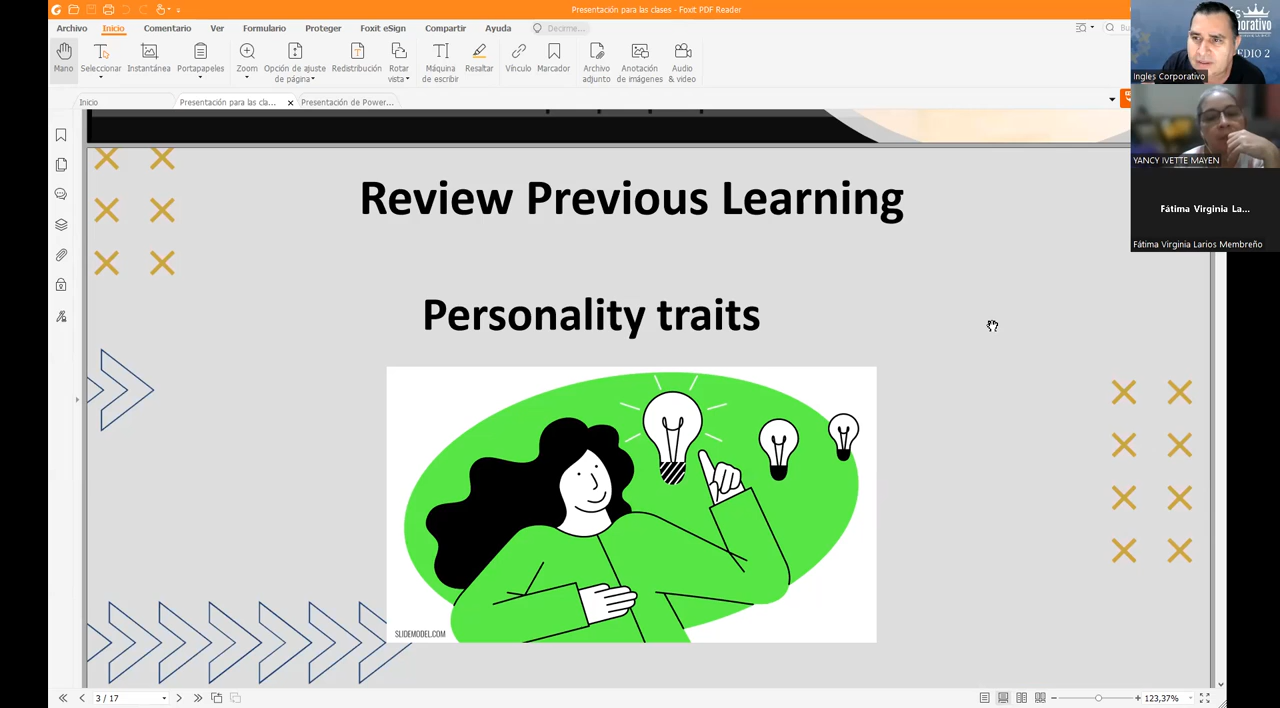 Presentación para las clases - Foxit PDF Reader
Archivo Inicio Comentario Ver Formulario Proteger Foxit eSign Compartir Ayuda Decirme...
Mano Seleccionar Instantánea Portapapeles Zoom Opción de ajuste de página Redistribución Rotar vista Máquina de escribir Resaltar Vínculo Marcador Archivo adjunto Anotación de imágenes Audio & video
Inicio Presentación para las cla... Presentación de Power...
Review Previous Learning
Personality traits
SLIDEMODEL.COM
3 / 17
123,37%
Ingles Corporativo
YANCY IVETTE MAYEN
Fátima Virginia La...
Fátima Virginia Larios Membreño